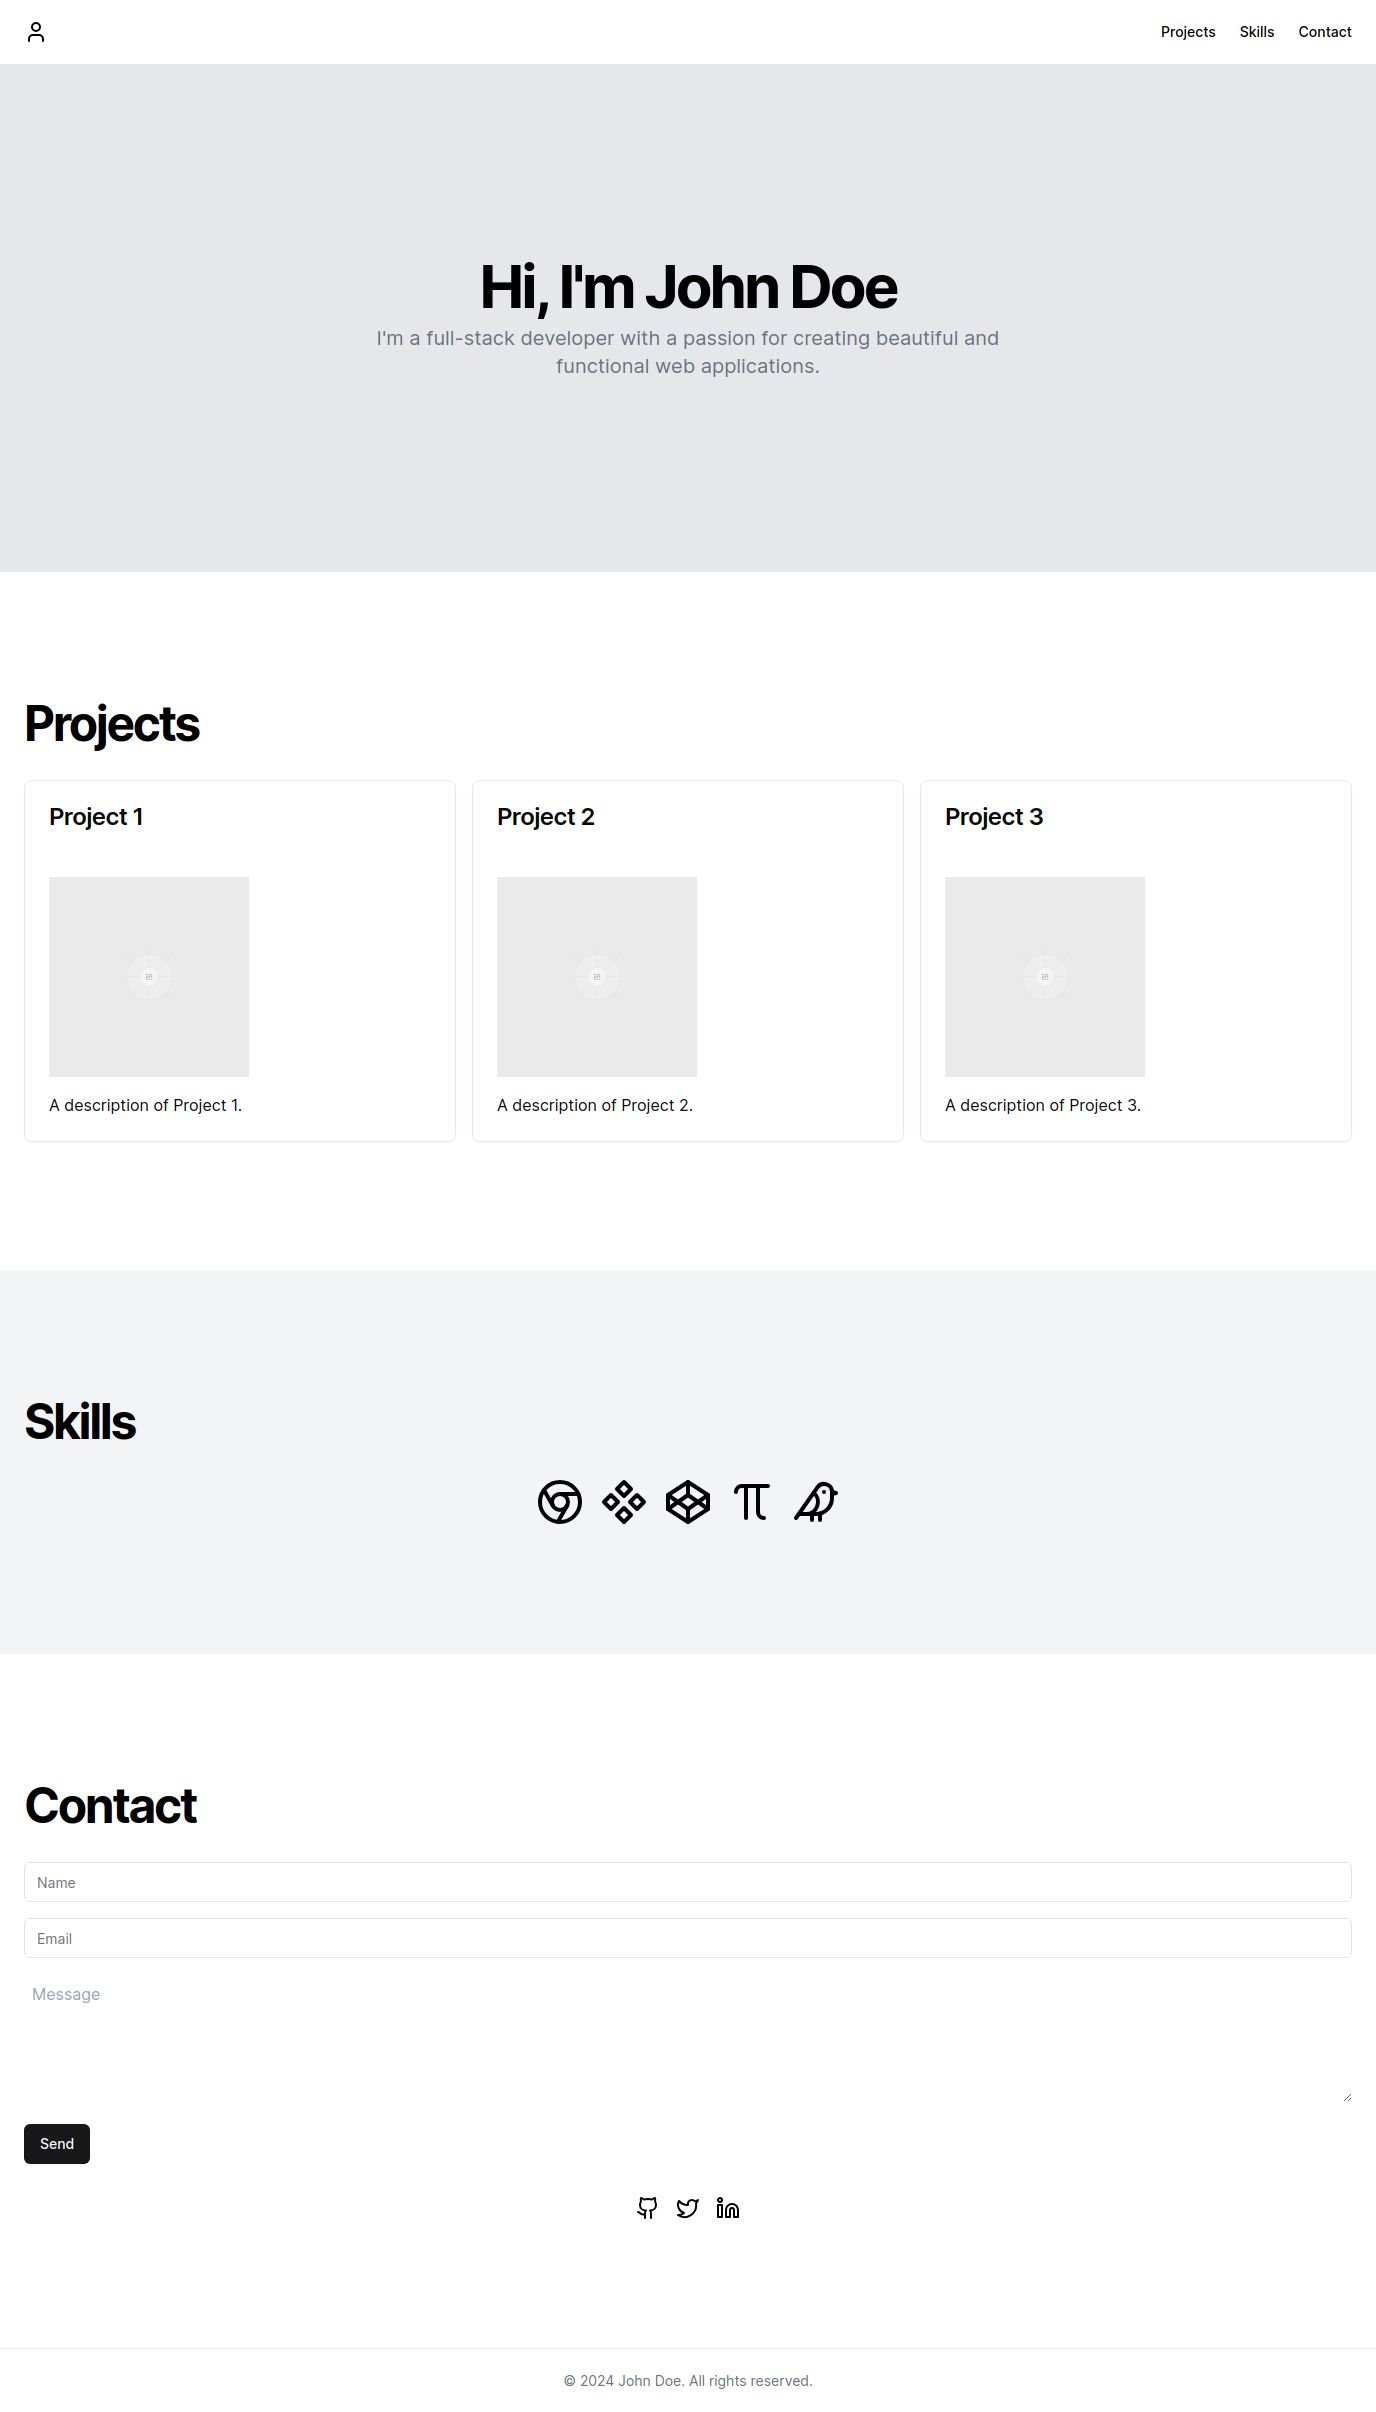 Projects Skills Contact
Hi, I'm John Doe
I'm a full-stack developer with a passion for creating beautiful and
functional web applications.
Projects
Project 1
A description of Project 1.
Project 2
A description of Project 2.
Project 3
A description of Project 3.
Skills
Contact
Name
Email
Message
Send
© 2024 John Doe. All rights reserved.